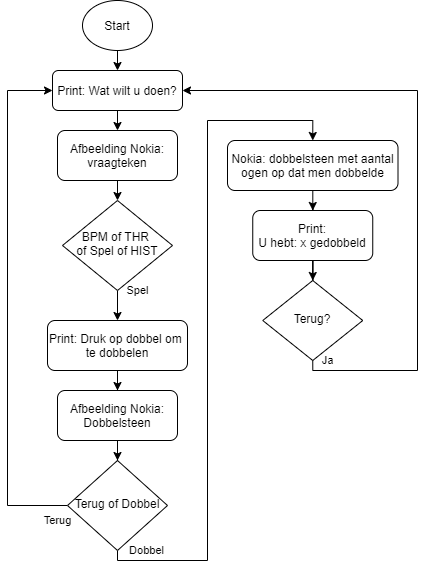 Start
Print: Wat wilt u doen?
Afbeelding Nokia:
vraagteken
BPM of THR
of Spel of HIST
Spel
Print: Druk op dobbel om
te dobbelen
Afbeelding Nokia:
Dobbelsteen
Terug of Dobbel
Terug
Dobbel
Nokia: dobbelsteen met aantal
ogen op dat men dobbelde
Print:
U hebt: x gedobbeld
Terug?
Ja